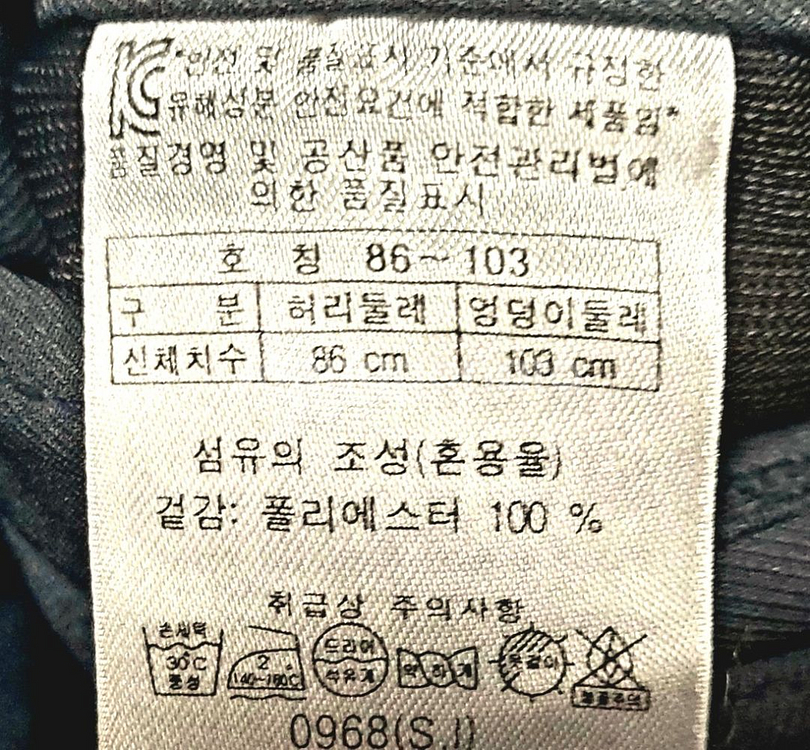 KC "안전 및 품질표시 기준에서 규정한
유해성분 안전요건에 적합한 제품임"
품질경영 및 공산품 안전관리법에
의한 품질표시
호 칭 86~103
구 분 허리둘레 엉덩이둘레
신체치수 86 cm 103 cm
섬유의 조성(혼용율)
겉감: 폴리에스터 100 %
취급상 주의사항
손세탁 30°C 중성
2 140~160°C
드라이 석유계
약하게
옷걸이
0968(S.I)